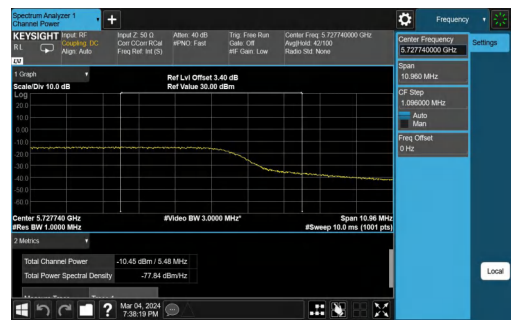 Spectrum Analyzer 1
Channel Power
Frequency
KEYSIGHT
RL
Input: RF
Coupling: DC
Align: Auto
Input Z: 50 Ω
Corr CCorr RCal
Freq Ref: Int (S)
Atten: 40 dB
#PNO: Fast
Trig: Free Run
Gate: Off
#IF Gain: Low
Center Freq: 5.727740000 GHz
Avg|Hold: 42/100
Radio Std: None
Center Frequency
5.727740000 GHz
Settings
Span
10.960 MHz
CF Step
1.096000 MHz
Auto
Man
Freq Offset
0 Hz
Local
1 Graph
Scale/Div 10.0 dB
Ref Lvl Offset 3.40 dB
Ref Value 30.00 dBm
Log
20.0
10.0
0.00
-10.0
-20.0
-30.0
-40.0
-50.0
-60.0
Center 5.727740 GHz
#Video BW 3.0000 MHz*
Span 10.96 MHz
#Res BW 1.0000 MHz
#Sweep 10.0 ms (1001 pts)
2 Metrics
Total Channel Power
-10.45 dBm / 5.48 MHz
Total Power Spectral Density
-77.84 dBm/Hz
Mar 04, 2024
7:38:19 PM